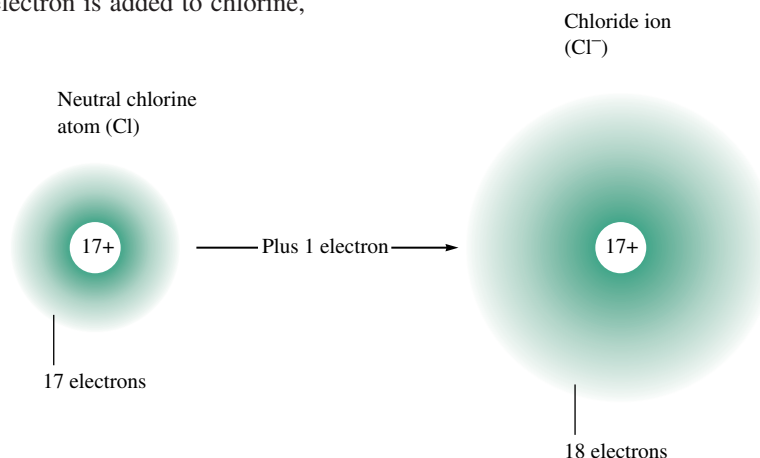 electron is added to chlorine,
Chloride ion
(Cl⁻)
Neutral chlorine
atom (Cl)
17+
Plus 1 electron
17+
17 electrons
18 electrons